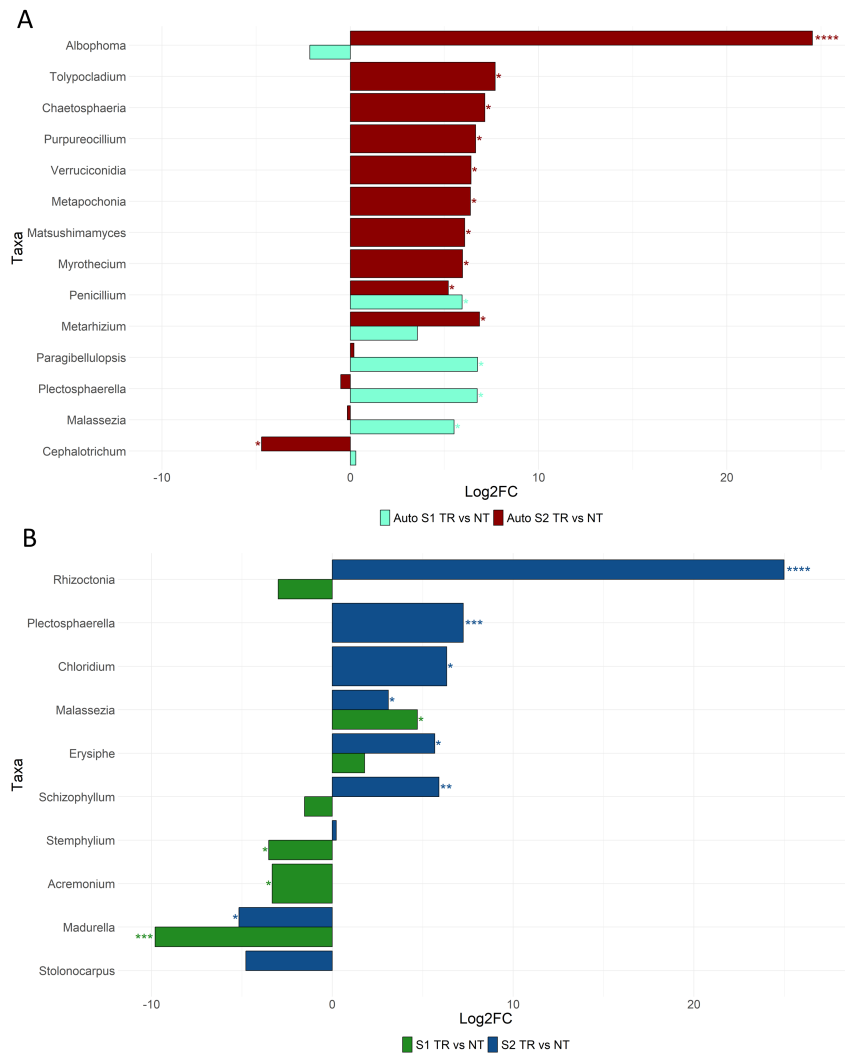 A
Albophoma ****
Tolypocladium *
Chaetosphaeria *
Purpureocillium *
Verruciconidia *
Metapochonia *
Matsushimamyces *
Myrothecium *
Penicillium * *
Metarhizium *
Paragibellulopsis *
Plectosphaerella *
Malassezia *
Cephalotrichum *
Taxa
-10 0 10 20
Log2FC
Auto S1 TR vs NT Auto S2 TR vs NT
B
Rhizoctonia ****
Plectosphaerella ***
Chloridium *
Malassezia * *
Erysiphe *
Schizophyllum **
Stemphylium *
Acremonium *
Madurella * ***
Stolonocarpus
Taxa
-10 0 10 20
Log2FC
S1 TR vs NT S2 TR vs NT